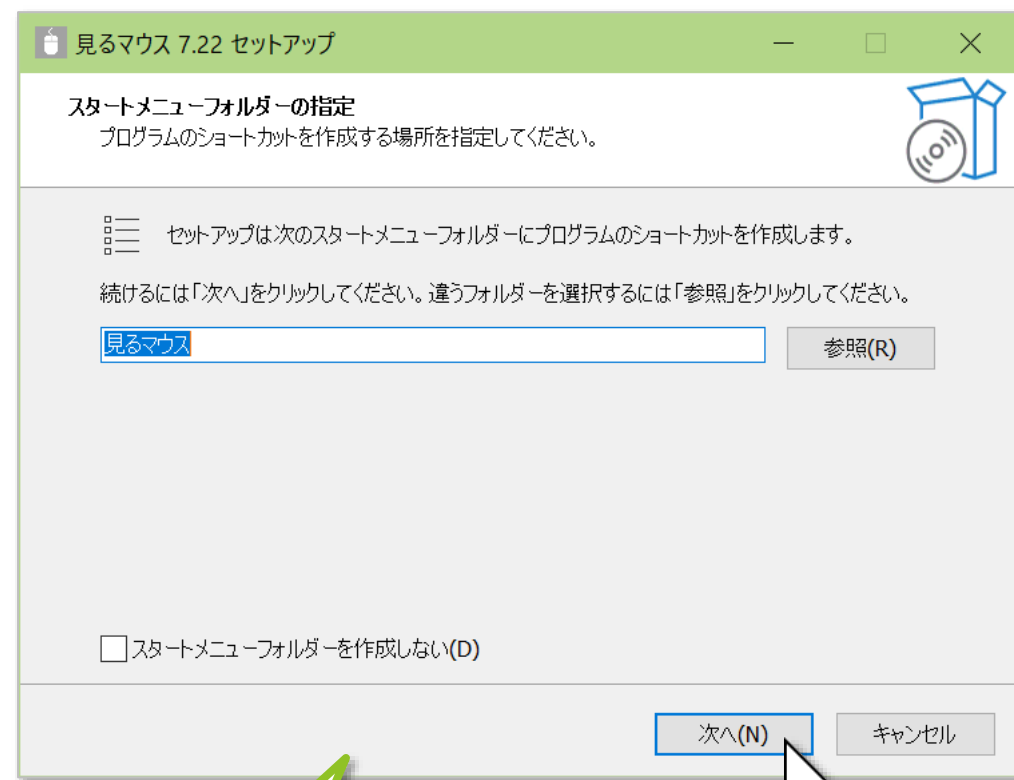 見るマウス 7.22 セットアップ
スタートメニューフォルダーの指定
プログラムのショートカットを作成する場所を指定してください。
セットアップは次のスタートメニューフォルダーにプログラムのショートカットを作成します。
続けるには「次へ」をクリックしてください。違うフォルダーを選択するには「参照」をクリックしてください。
見るマウス
参照(R)
スタートメニューフォルダーを作成しない(D)
次へ(N)
キャンセル